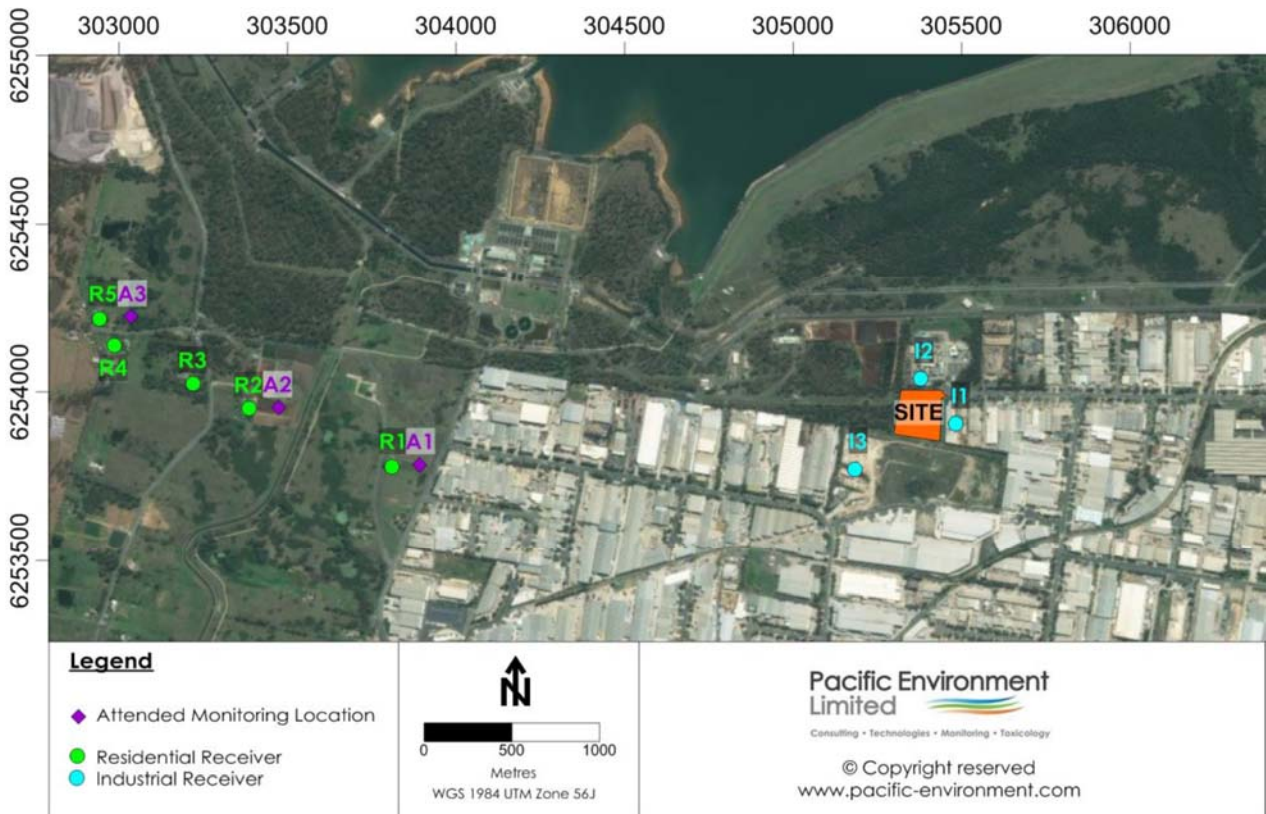 303000 303500 304000 304500 305000 305500 306000
6255000
6254500
6254000
6253500
R5 A3
R4
R3
R2 A2
R1 A1
I2
I1
SITE
I3
Legend
Attended Monitoring Location
Residential Receiver
Industrial Receiver
N
0 500 1000
Metres
WGS 1984 UTM Zone 56J
Pacific Environment
Limited
Consulting • Technologies • Monitoring • Toxicology
© Copyright reserved
www.pacific-environment.com